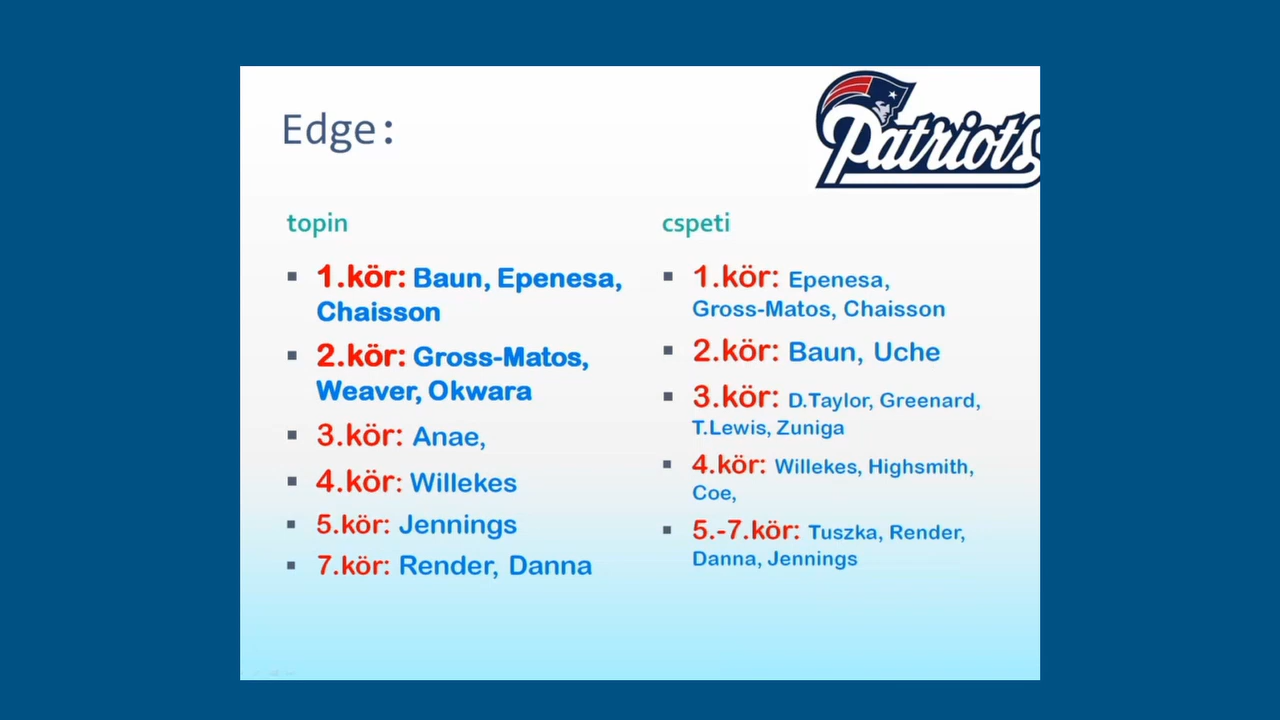 Edge:
Patriots
topin
1.kör: Baun, Epenesa,
Chaisson
2.kör: Gross-Matos,
Weaver, Okwara
3.kör: Anae,
4.kör: Willekes
5.kör: Jennings
7.kör: Render, Danna
cspeti
1.kör: Epenesa,
Gross-Matos, Chaisson
2.kör: Baun, Uche
3.kör: D.Taylor, Greenard,
T.Lewis, Zuniga
4.kör: Willekes, Highsmith,
Coe,
5.-7.kör: Tuszka, Render,
Danna, Jennings